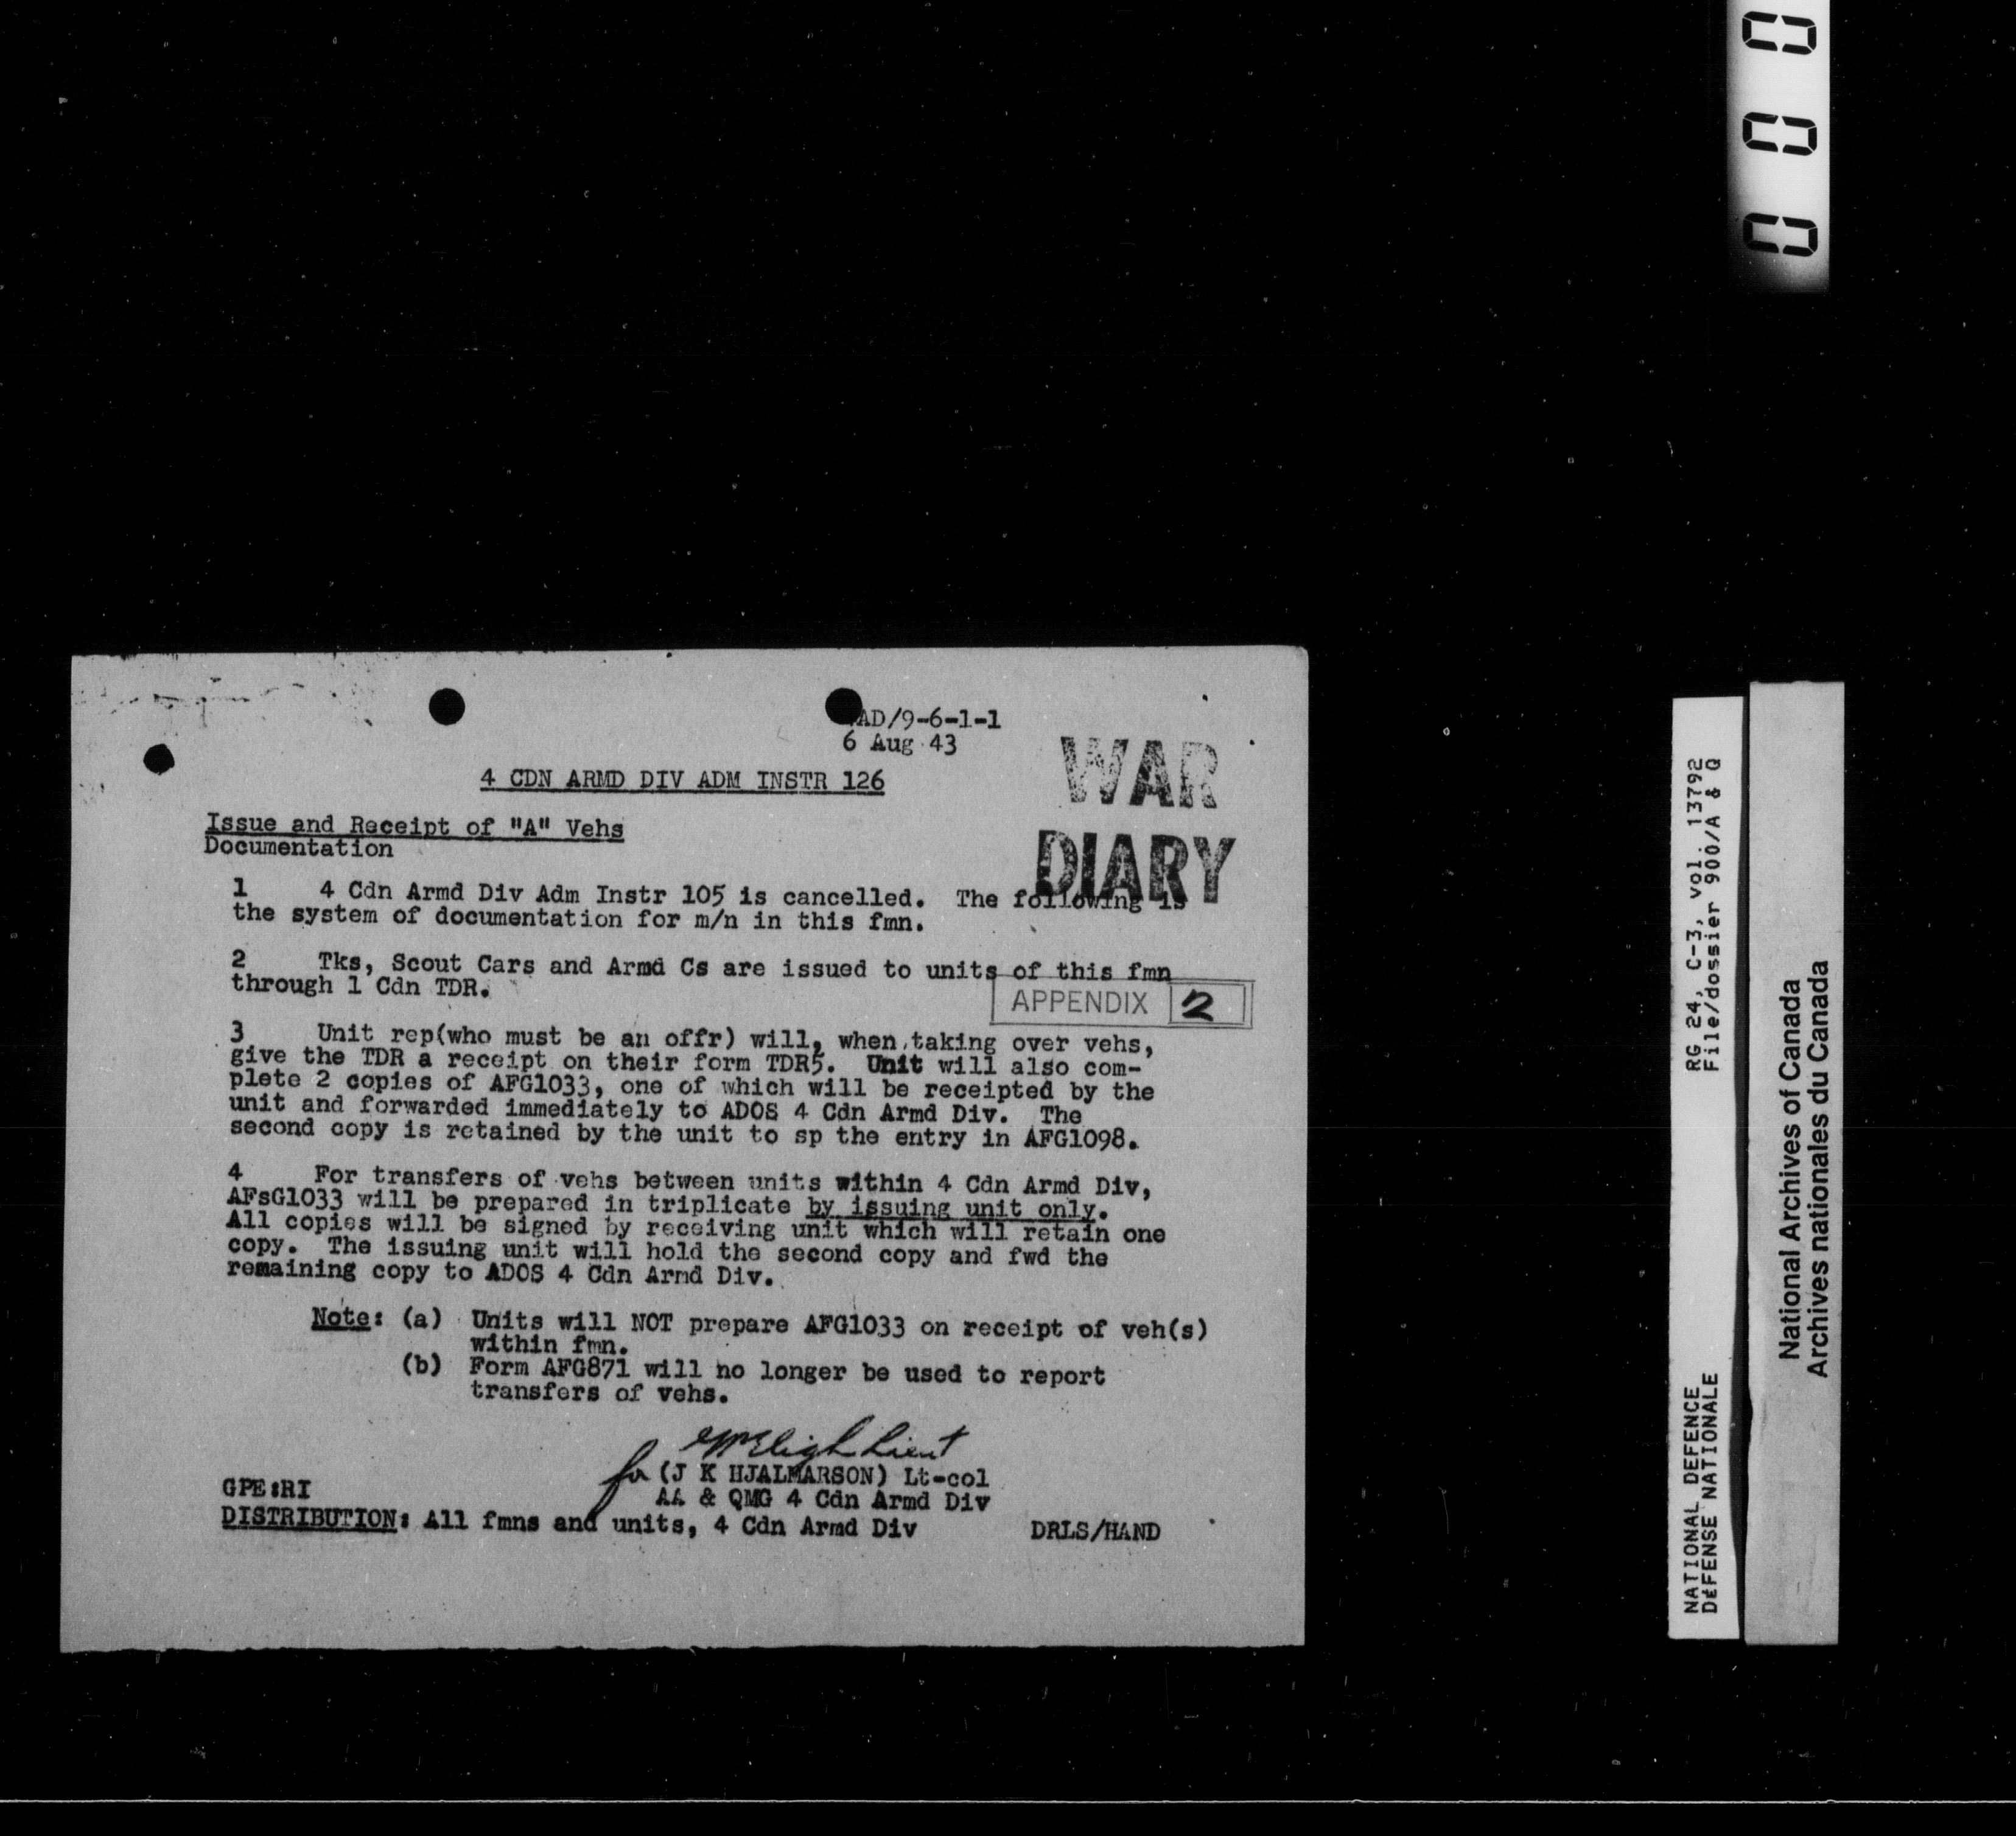 AD/9-6-1-1
6 Aug 43
WAR
DIARY
4 CDN ARMD DIV ADM INSTR 126
Issue and Receipt of "A" Vehs
Documentation
1 4 Cdn Armd Div Adm Instr 105 is cancelled. The following is
the system of documentation for m/n in this fmn.
2 Tks, Scout Cars and Armd Cs are issued to units of this fmn
through 1 Cdn TDR.
APPENDIX 2
3 Unit rep(who must be an offr) will, when taking over vehs,
give the TDR a receipt on their form TDR5. Unit will also com-
plete 2 copies of AFG1033, one of which will be receipted by the
unit and forwarded immediately to ADOS 4 Cdn Armd Div. The
second copy is retained by the unit to sp the entry in AFG1098.
4 For transfers of vehs between units within 4 Cdn Armd Div,
AFsG1033 will be prepared in triplicate by issuing unit only.
All copies will be signed by receiving unit which will retain one
copy. The issuing unit will hold the second copy and fwd the
remaining copy to ADOS 4 Cdn Armd Div.
Note: (a) Units will NOT prepare AFG1033 on receipt of veh(s)
within fmn.
(b) Form AFG871 will no longer be used to report
transfers of vehs.
Lieut
for (J K HJALMARSON) Lt-col
GPE:RI
AA & QMG 4 Cdn Armd Div
DISTRIBUTION: All fmns and units, 4 Cdn Armd Div DRLS/HAND
000
NATIONAL DEFENCE RG 24, C-3, vol. 13792
DÉFENSE NATIONALE File/dossier 900/A & Q
National Archives of Canada
Archives nationales du Canada